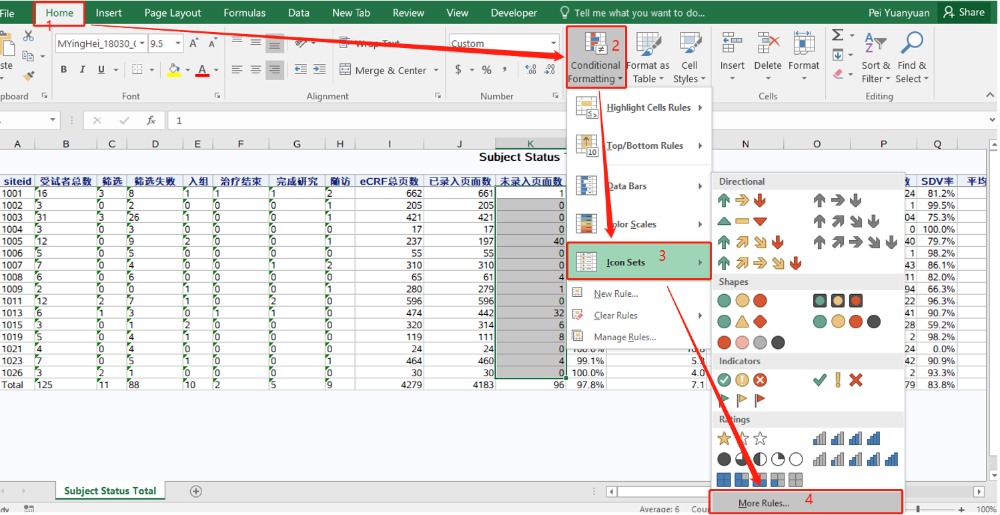 File Home Insert Page Layout Formulas Data New Tab Review View Developer Tell me what you want to do... Pei Yuanyuan Share
1
MYingHei_18030_ 9.5 A A Wrap Text Custom 2
B I U A Merge & Center $ % , .0 .00
Conditional Formatting Format as Table Cell Styles Insert Delete Format Sort & Filter Find & Select
Font Alignment Number Cells Editing
fx 1
Highlight Cells Rules
Top/Bottom Rules
Data Bars
Color Scales
Icon Sets 3
New Rule...
Clear Rules
Manage Rules...
Directional
Shapes
Indicators
Ratings
More Rules... 4
A B C D E F G H I J K N O P Q
Subject Status
siteid 受试者总数 筛选 筛选失败 入组 治疗结束 完成研究 随访 eCRF总页数 已录入页面数 未录入页面数 数 SDV率 平均
1001 16 3 8 1 1 1 2 662 661 1 24 81.2%
1002 3 0 2 0 0 0 1 205 205 0 1 99.5%
1003 31 3 26 1 0 0 1 421 421 0 04 75.3%
1004 3 0 3 0 0 0 0 17 17 0 0 100.0%
1005 12 0 9 2 0 0 1 237 197 40 40 79.7%
1006 5 0 5 0 0 0 0 55 55 0 1 98.2%
1007 7 0 4 0 0 1 2 310 310 0 43 86.1%
1008 6 0 6 0 0 0 0 65 61 4 11 82.0%
1009 2 0 0 1 0 0 1 280 279 1 94 66.3%
1011 12 2 7 1 0 2 0 596 596 0 22 96.3%
1013 6 1 3 0 1 1 0 474 442 32 41 90.7%
1015 3 0 1 2 0 0 0 320 314 6 28 59.2%
1019 5 0 4 1 0 0 0 119 111 8 2 98.2%
1021 4 0 4 0 0 0 0 24 24 0 100.0% 24 0.0%
1023 7 0 5 1 0 0 1 464 460 4 99.1% 5.3 42 90.9%
1026 3 2 1 0 0 0 0 30 30 0 100.0% 4.0 2 93.3%
Total 125 11 88 10 2 5 9 4279 4183 96 97.8% 7.1 79 83.8%
Subject Status Total
Average: 6 100%